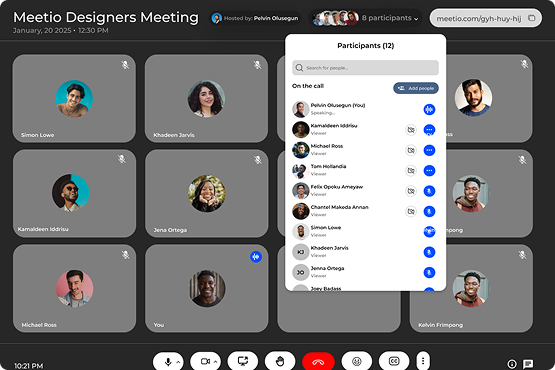 Meetio Designers Meeting
January, 20 2025 • 12:30 PM
Hosted by: Pelvin Olusegun
8 participants
meetio.com/gyh-huy-hij
Participants (12)
Search for people...
On the call
Add people
Pelvin Olusegun (You)
Speaking...
Kamaldeen Iddrisu
Viewer
Michael Ross
Viewer
Tom Hollandia
Viewer
Felix Opoku Ameyaw
Viewer
Chantel Makeda Annan
Viewer
Simon Lowe
Viewer
KJ
Khadeen Jarvis
Viewer
JO
Jenna Ortega
Viewer
Joey Badass
Simon Lowe
Khadeen Jarvis
Kamaldeen Iddrisu
Jena Ortega
Michael Ross
You
Kelvin Frimpong
10:21 PM
CC